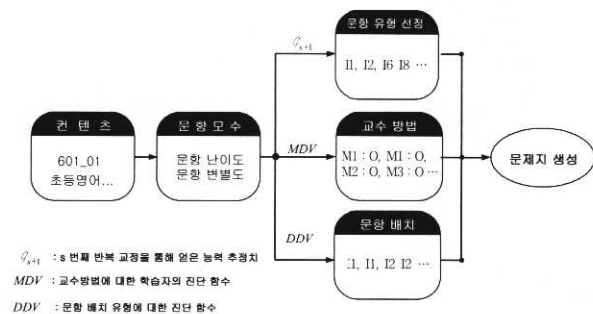 문항 유형 선정
q_{s+1}
I1, I2, I6 I8 …
컨 텐 츠
문 항 모 수
교수 방법
601_01
초등영어...
문항 난이도
문항 변별도
MDV
M1 : O, M1 : O,
M2 : O, M3 : O …
문제지 생성
문항 배치
DDV
I1, I1, I2 I2 …
q_{s+1} : s 번째 반복 교정을 통해 얻은 능력 추정치
MDV : 교수방법에 대한 학습자의 진단 함수
DDV : 문항 배치 유형에 대한 진단 함수